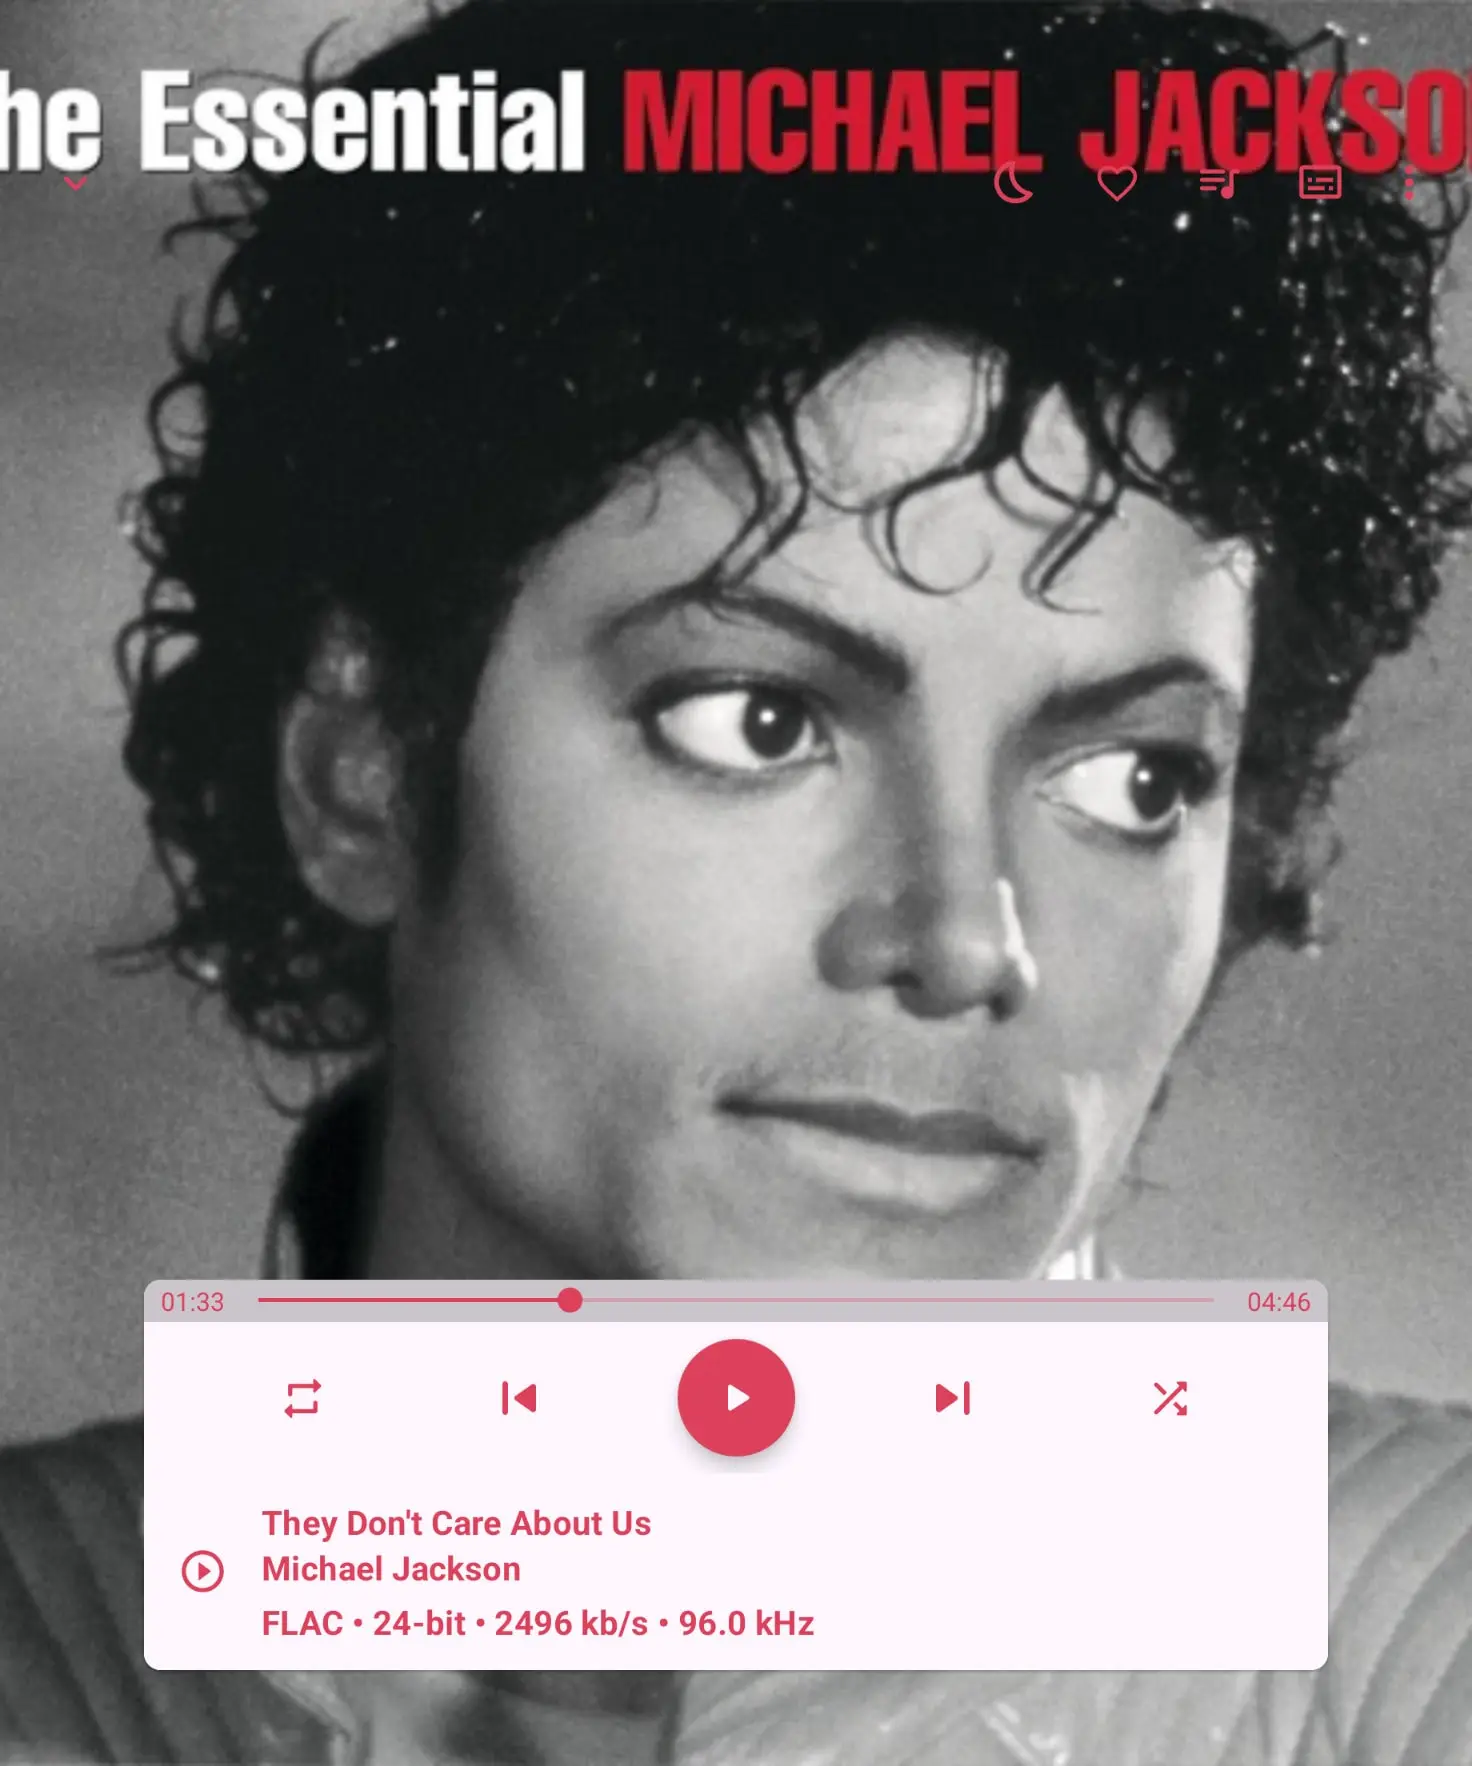 he Essential MICHAEL JACKSO
01:33
04:46
They Don't Care About Us
Michael Jackson
FLAC • 24-bit • 2496 kb/s • 96.0 kHz